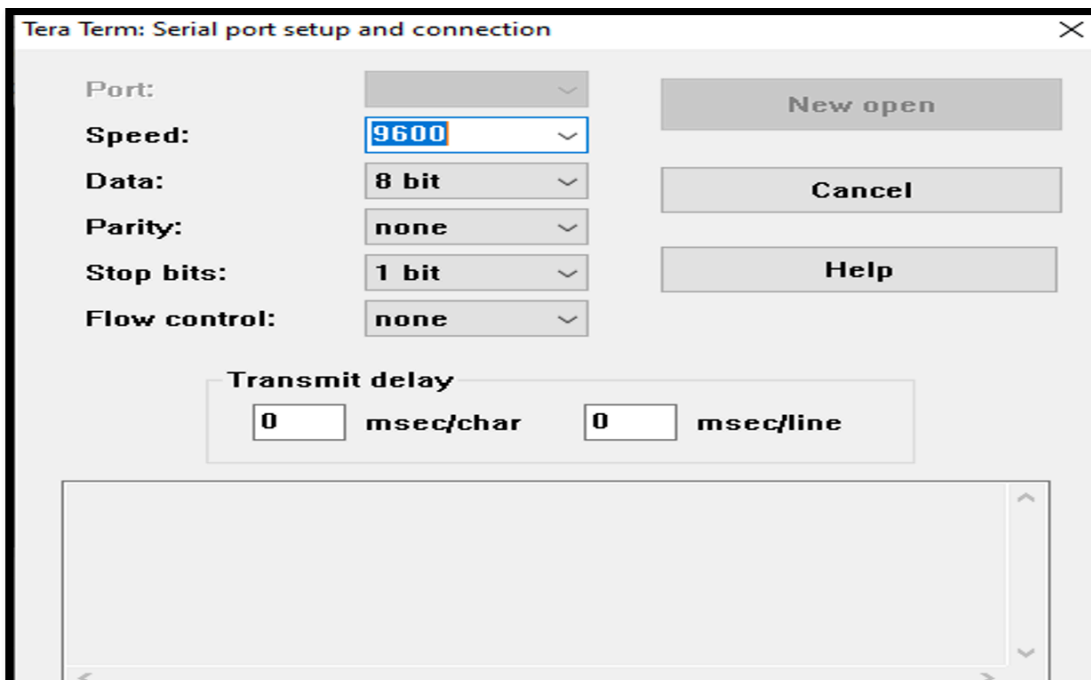 Tera Term: Serial port setup and connection
Port:
New open
Speed: 9600
Data: 8 bit
Cancel
Parity: none
Stop bits: 1 bit
Help
Flow control: none
Transmit delay
0 msec/char 0 msec/line